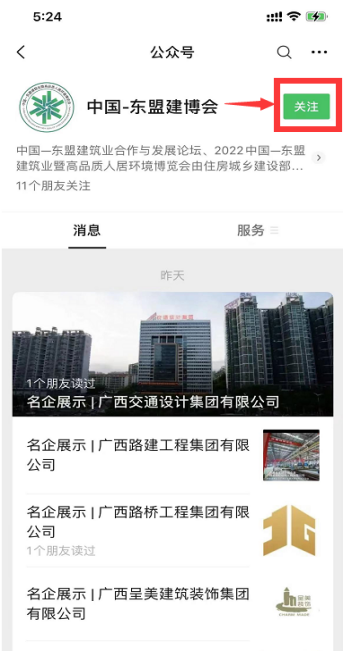 5:24
公众号
中国-东盟建博会
关注
中国—东盟建筑业合作与发展论坛、2022中国—东盟
建筑业暨高品质人居环境博览会由住房城乡建设部...
11个朋友关注
消息
服务
昨天
1个朋友读过
名企展示 | 广西交通设计集团有限公司
名企展示 | 广西路建工程集团有限
公司
名企展示 | 广西路桥工程集团有限
公司
1个朋友读过
名企展示 | 广西呈美建筑装饰集团
有限公司
呈美
装饰